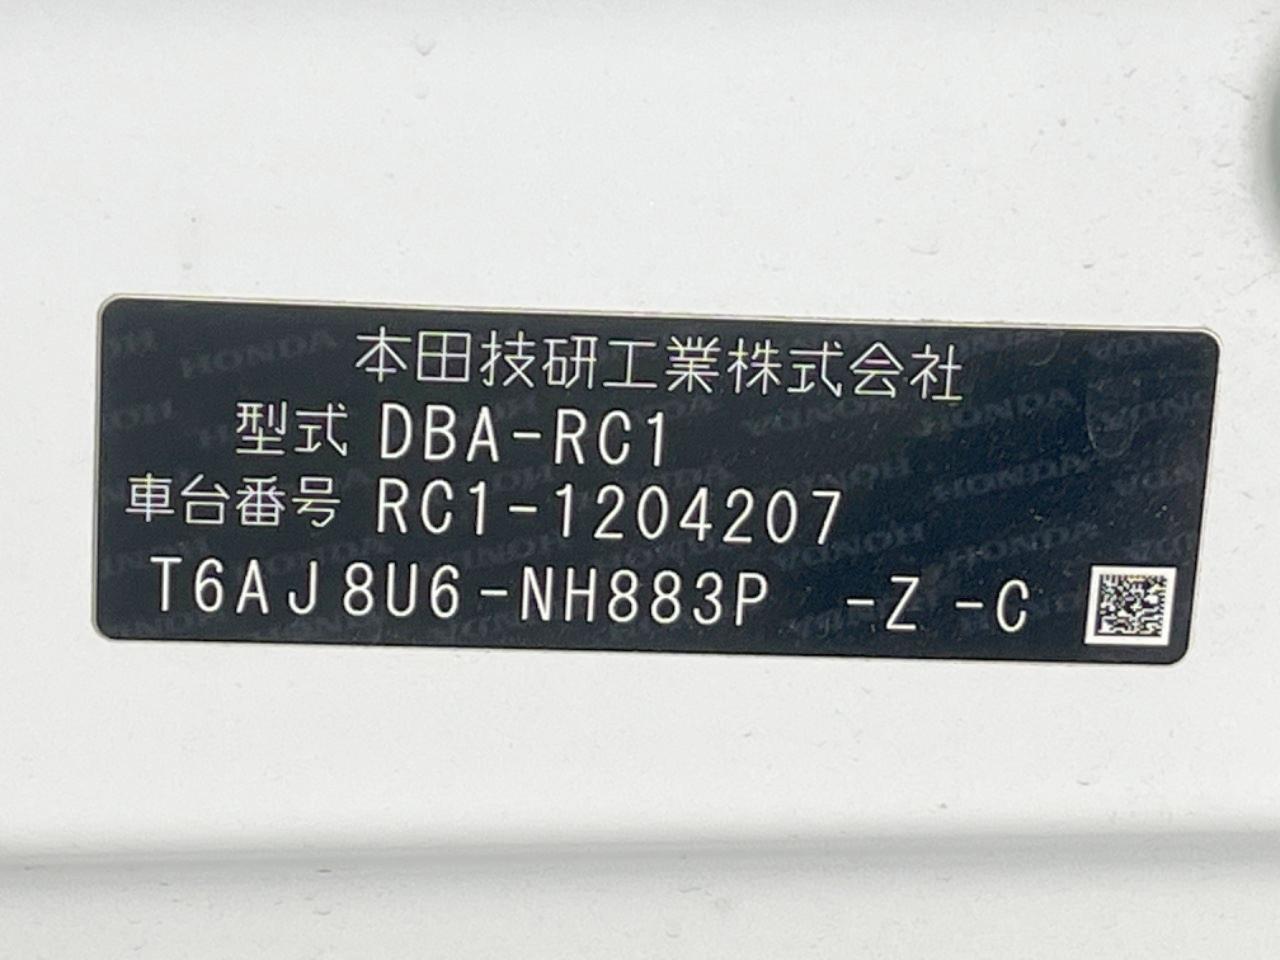 本田技研工業株式会社
型式 DBA-RC1
車台番号 RC1-1204207
T6AJ8U6-NH883P -Z -C